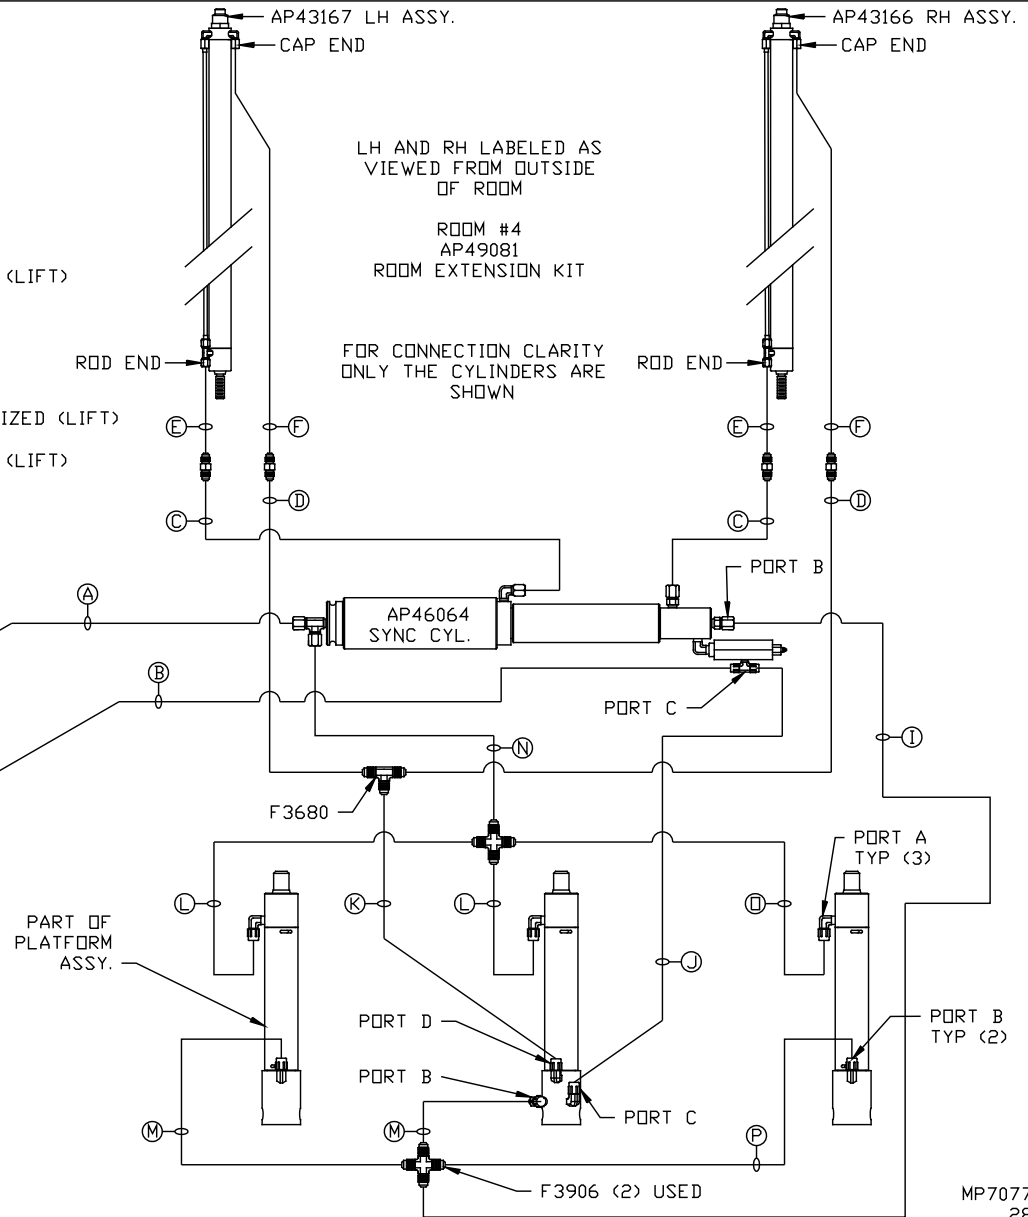 AP43167 LH ASSY.
CAP END
AP43166 RH ASSY.
CAP END
LH AND RH LABELED AS
VIEWED FROM OUTSIDE
OF ROOM
ROOM #4
AP49081
ROOM EXTENSION KIT
(LIFT)
FOR CONNECTION CLARITY
ONLY THE CYLINDERS ARE
SHOWN
ROD END
ROD END
IZED (LIFT)
(LIFT)
E
F
E
F
D
D
C
C
PORT B
A
AP46064
SYNC CYL.
B
PORT C
N
I
F3680
PORT A
TYP (3)
L
K
L
O
PART OF
PLATFORM
ASSY.
J
PORT D
PORT B
TYP (2)
PORT B
PORT C
M
M
P
F3906 (2) USED
MP7077
28